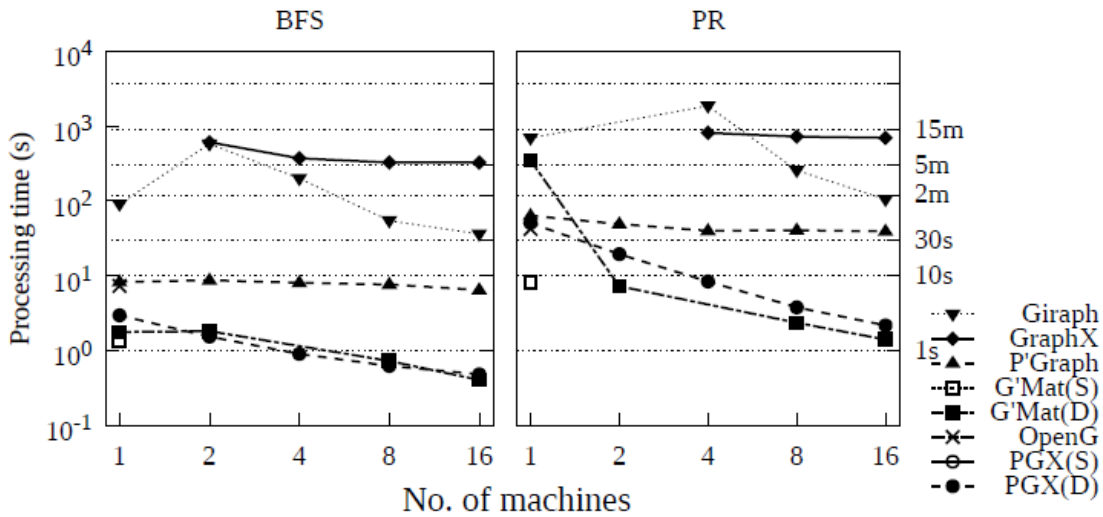 BFS
PR
Processing time (s)
10^4
10^3
10^2
10^1
10^0
10^-1
15m
5m
2m
30s
10s
1s
1 2 4 8 16
1 2 4 8 16
No. of machines
Giraph
GraphX
P'Graph
G'Mat(S)
G'Mat(D)
OpenG
PGX(S)
PGX(D)